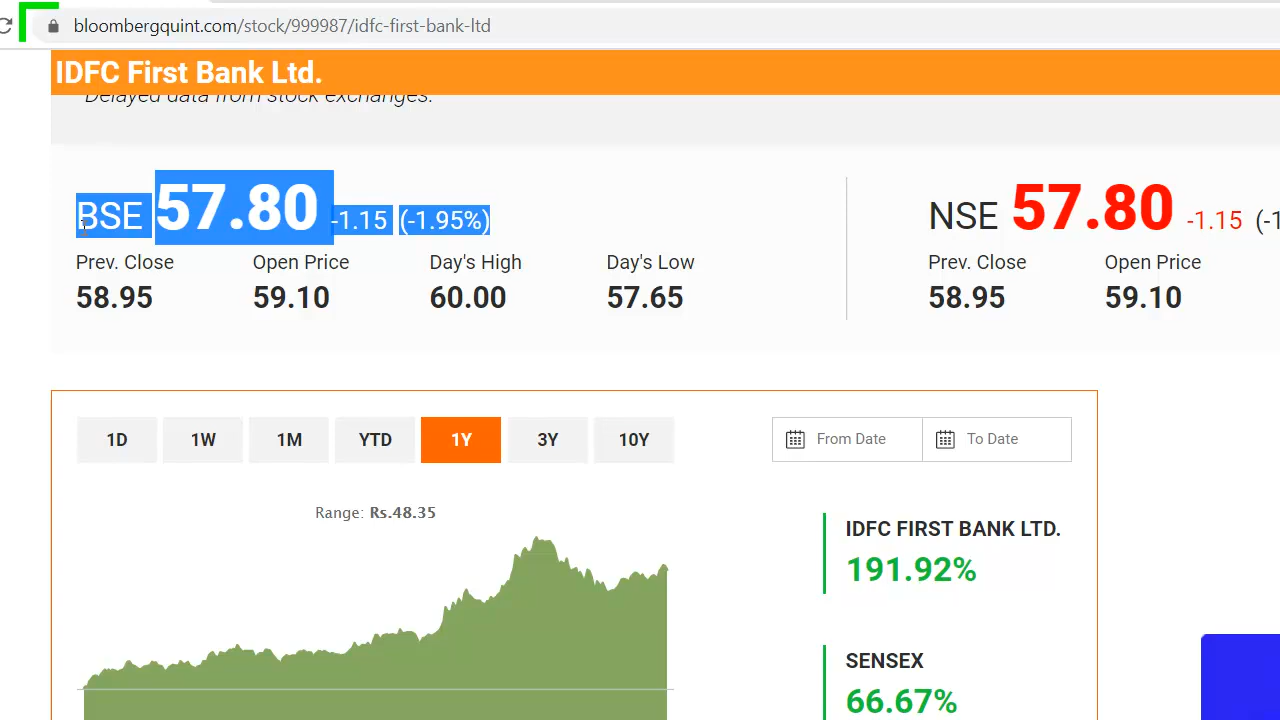 bloombergquint.com/stock/999987/idfc-first-bank-ltd
IDFC First Bank Ltd.
Delayed data from stock exchanges.
BSE 57.80 -1.15 (-1.95%)
Prev. Close Open Price Day's High Day's Low
58.95 59.10 60.00 57.65
NSE 57.80 -1.15 (-1
Prev. Close Open Price
58.95 59.10
1D 1W 1M YTD 1Y 3Y 10Y
From Date To Date
Range: Rs.48.35
IDFC FIRST BANK LTD.
191.92%
SENSEX
66.67%